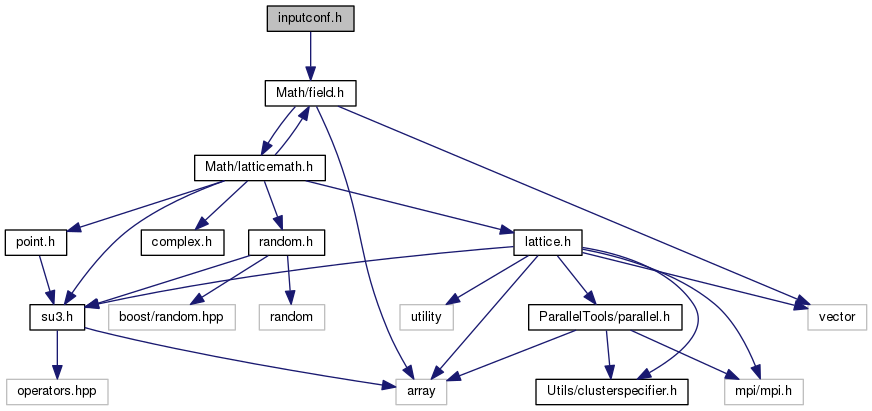 inputconf.h
Math/field.h
Math/latticemath.h
point.h
complex.h
random.h
lattice.h
su3.h
boost/random.hpp
random
utility
ParallelTools/parallel.h
vector
operators.hpp
array
Utils/clusterspecifier.h
mpi/mpi.h